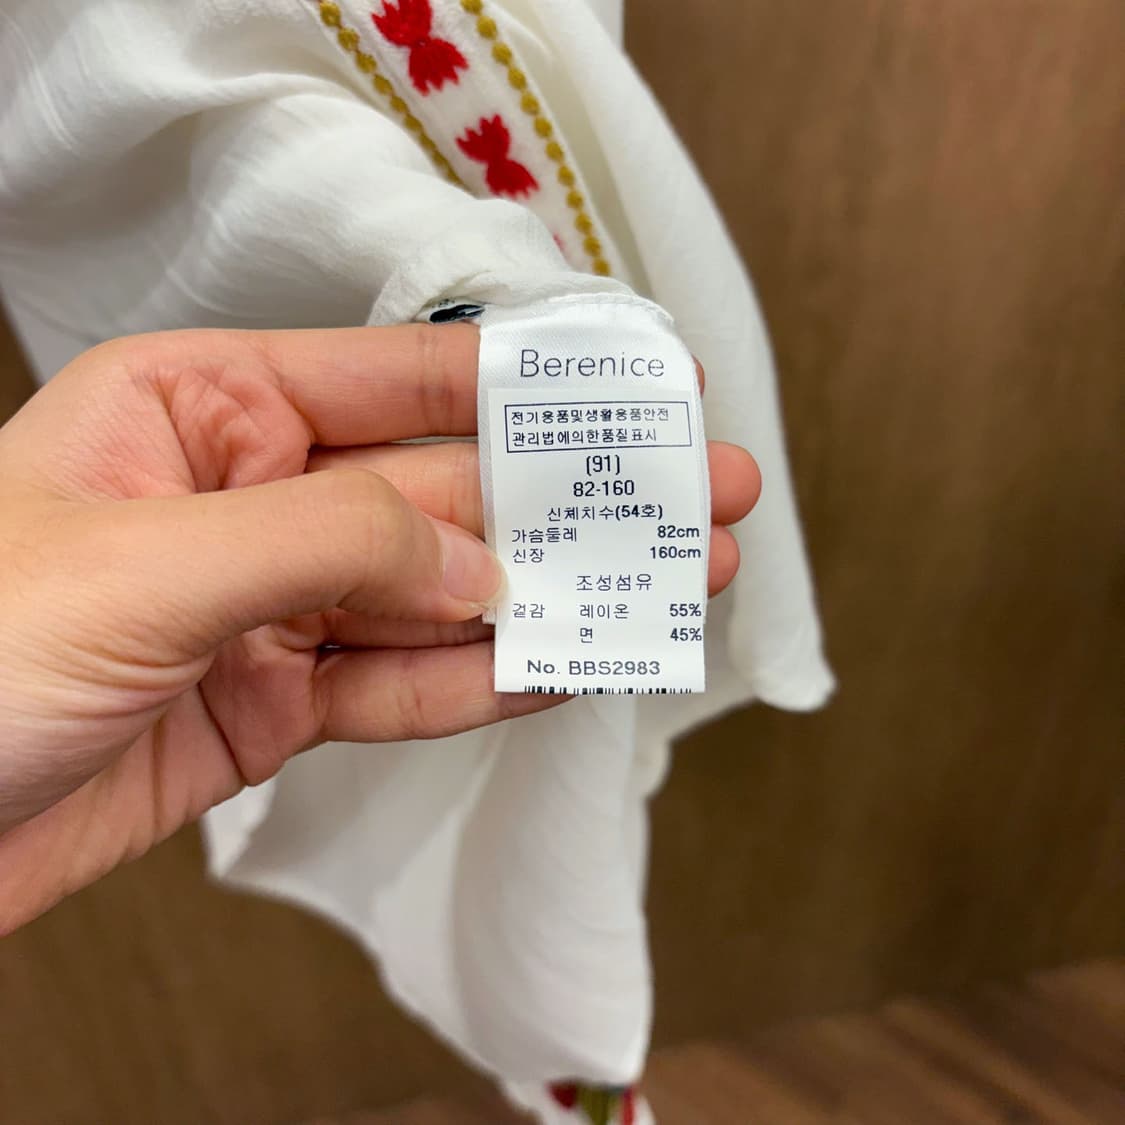 Berenice
전기용품및생활용품안전
관리법에의한품질표시
(91)
82-160
신체치수(54호)
가슴둘레 82cm
신장 160cm
조성섬유
겉감 레이온 55%
면 45%
No. BBS2983